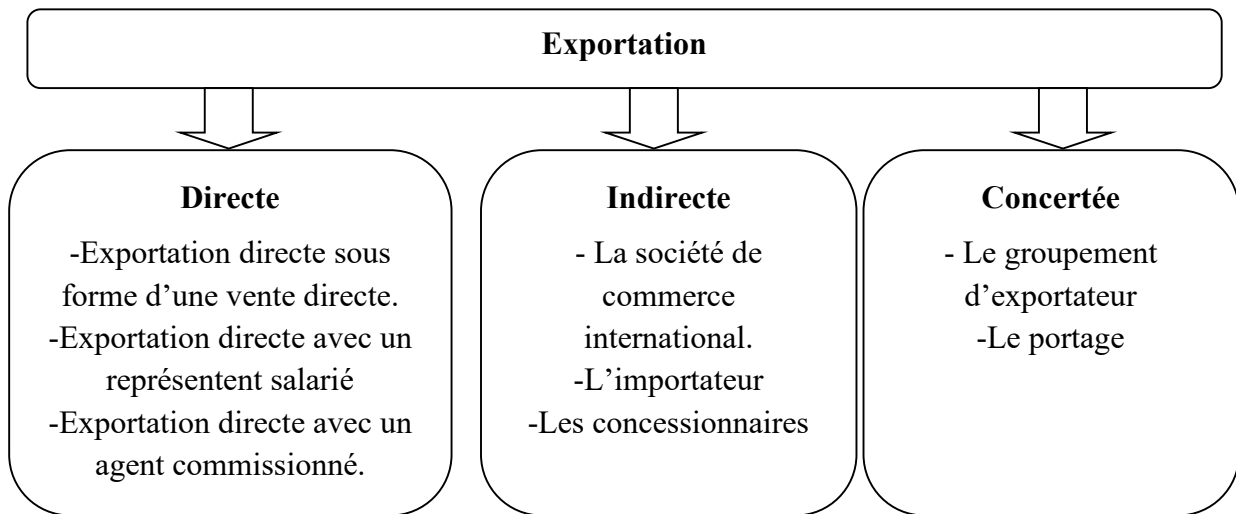 Exportation
Directe
-Exportation directe sous
forme d’une vente directe.
-Exportation directe avec un
représentent salarié
-Exportation directe avec un
agent commissionné.
Indirecte
- La société de
commerce
international.
-L’importateur
-Les concessionnaires
Concertée
- Le groupement
d’exportateur
-Le portage